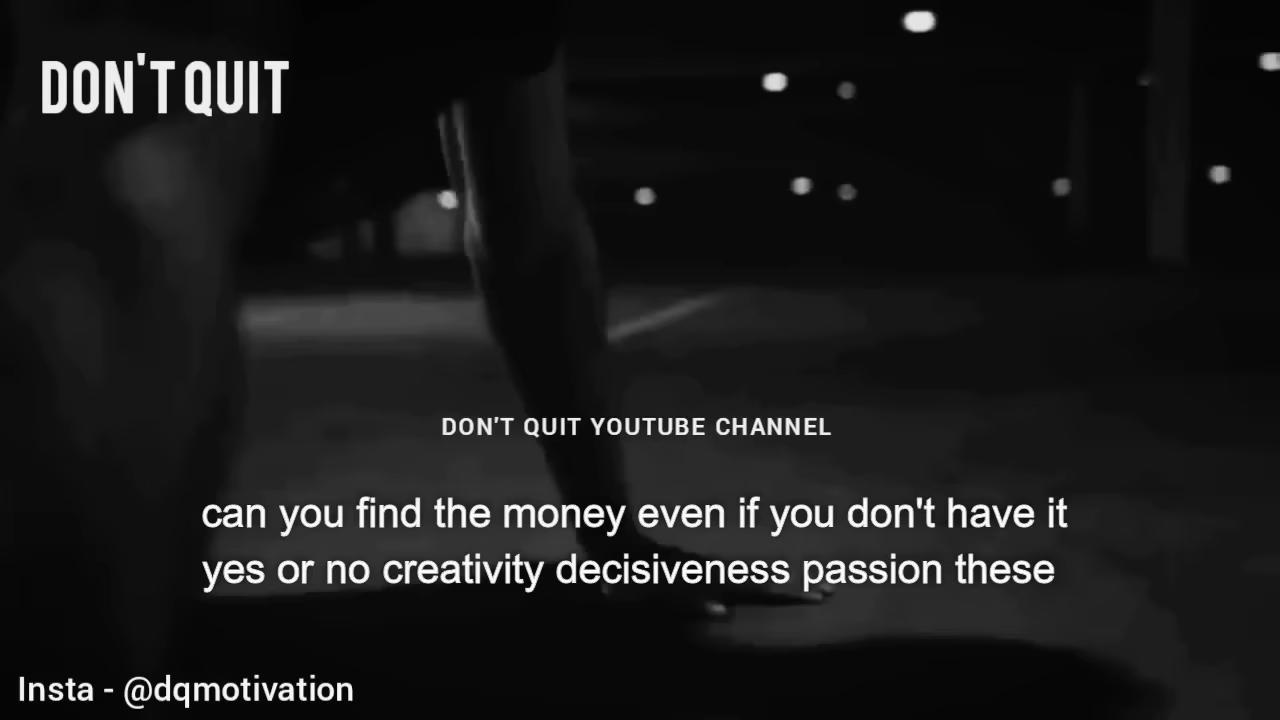 DON'T QUIT
DON'T QUIT YOUTUBE CHANNEL
can you find the money even if you don't have it
yes or no creativity decisiveness passion these
Insta - @dqmotivation